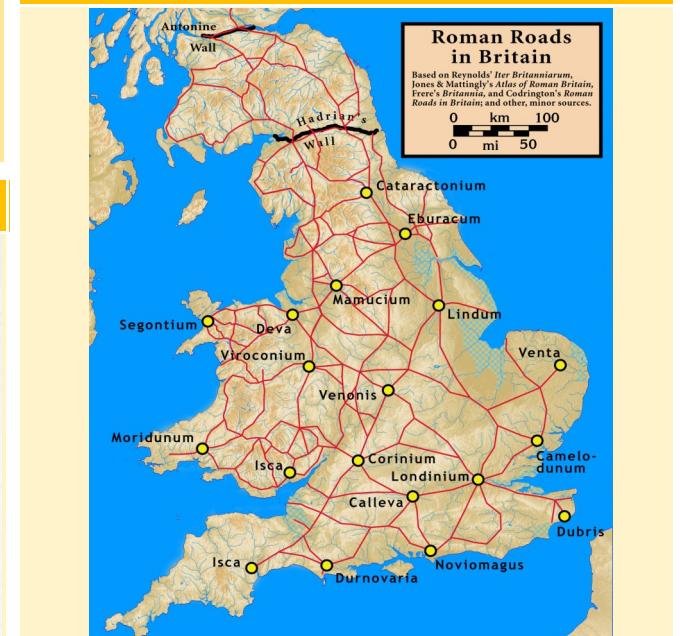 Roman Roads
in Britain
Based on Reynolds' Iter Britanniarum,
Jones & Mattingly's Atlas of Roman Britain,
Frere's Britannia, and Codrington's Roman
Roads in Britain; and other, minor sources.
0 km 100
0 mi 50
Antonine
Wall
Hadrian's
Wall
Cataractonium
Eburacum
Mamucium
Lindum
Segontium
Deva
Viroconium
Venta
Venonis
Moridunum
Isca
Corinium
Camelo-
dunum
Londinium
Calleva
Dubris
Isca
Durnovaria
Noviomagus